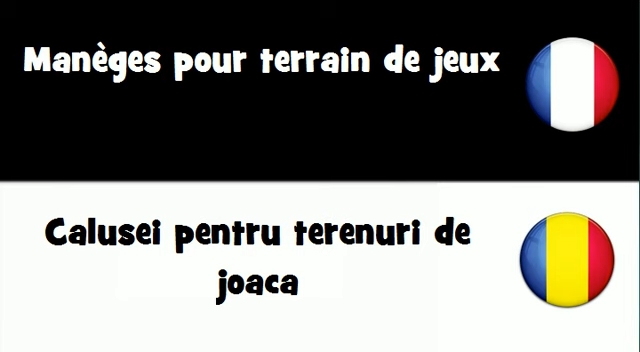 Manèges pour terrain de jeux
Calusei pentru terenuri de
joaca